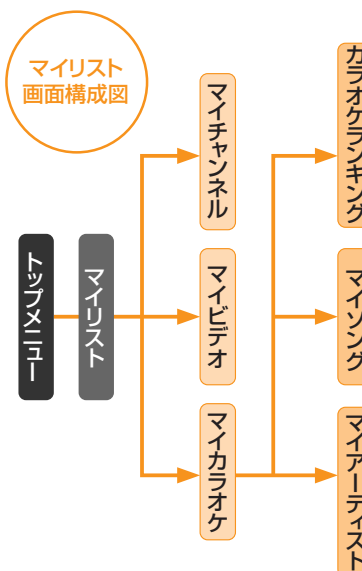 マイリスト
画面構成図
トップメニュー
マイリスト
マイチャンネル
マイビデオ
マイカラオケ
カラオケランキング
マイソング
マイアーティスト